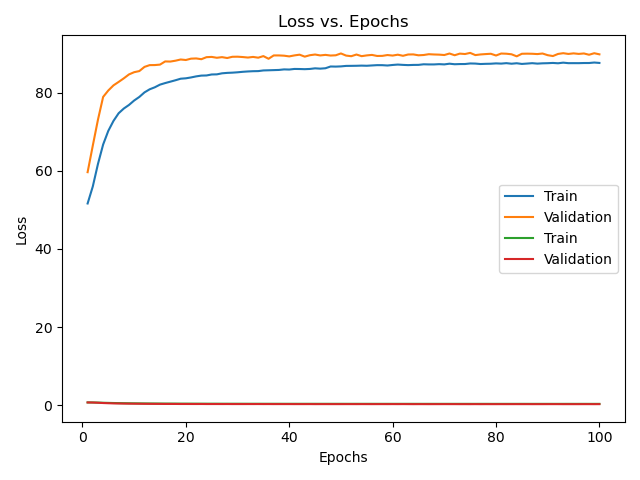 Loss vs. Epochs
80
60
40
20
0
Loss
Train
Validation
Train
Validation
0 20 40 60 80 100
Epochs